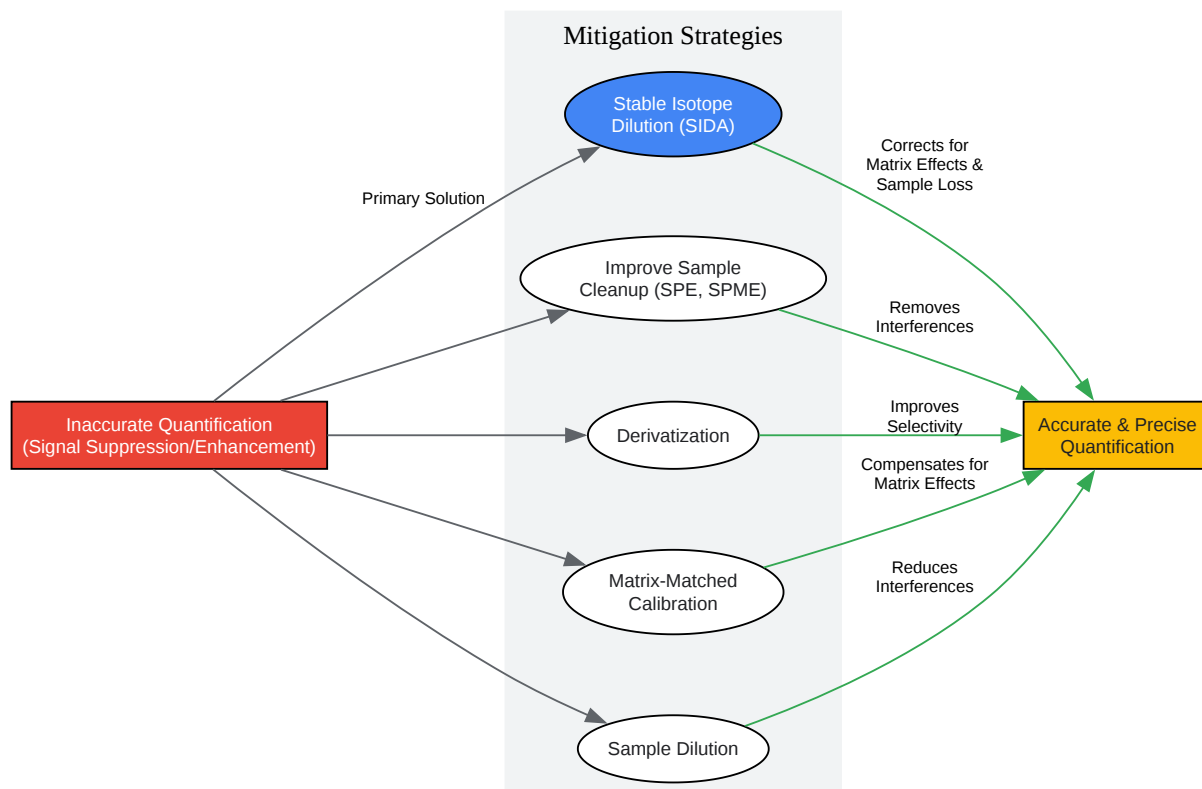 Mitigation Strategies
Stable Isotope
Dilution (SIDA)
Corrects for
Matrix Effects &
Sample Loss
Primary Solution
Improve Sample
Cleanup (SPE, SPME)
Removes
Interferences
Inaccurate Quantification
(Signal Suppression/Enhancement)
Derivatization
Improves
Selectivity
Accurate & Precise
Quantification
Compensates for
Matrix Effects
Matrix-Matched
Calibration
Reduces
Interferences
Sample Dilution